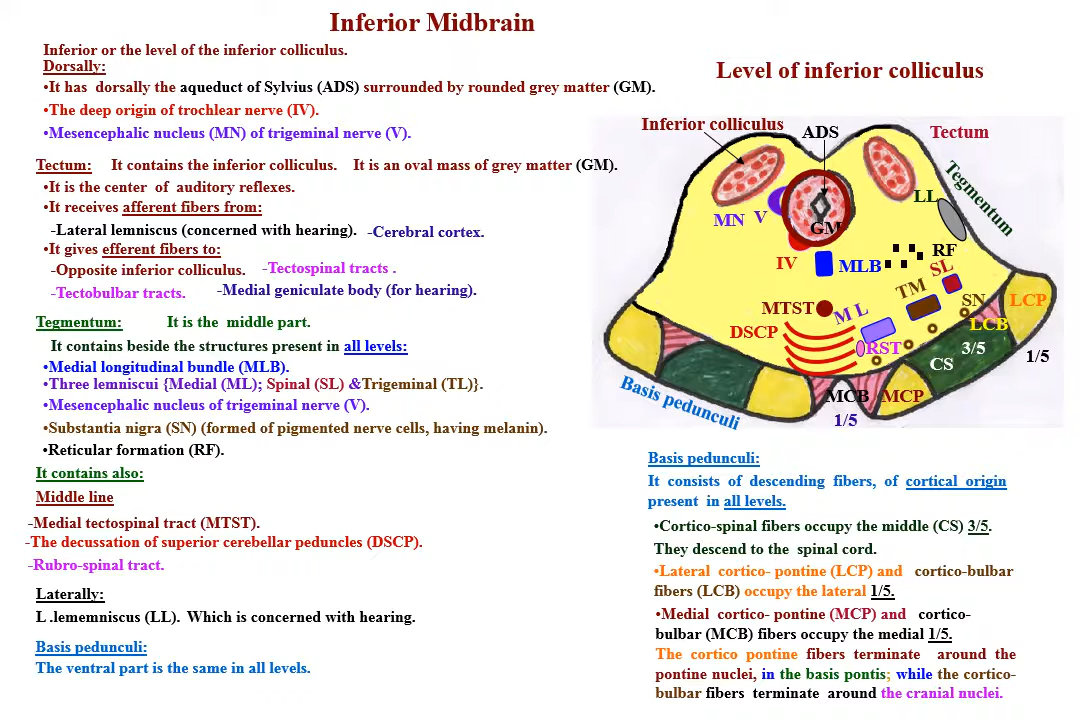 Inferior Midbrain
Inferior or the level of the inferior colliculus.
Dorsally:
•It has dorsally the aqueduct of Sylvius (ADS) surrounded by rounded grey matter (GM).
•The deep origin of trochlear nerve (IV).
•Mesencephalic nucleus (MN) of trigeminal nerve (V).
Tectum: It contains the inferior colliculus. It is an oval mass of grey matter (GM).
•It is the center of auditory reflexes.
•It receives afferent fibers from:
-Lateral lemniscus (concerned with hearing). -Cerebral cortex.
•It gives efferent fibers to:
-Opposite inferior colliculus. -Tectospinal tracts .
-Tectobulbar tracts. -Medial geniculate body (for hearing).
Tegmentum: It is the middle part.
It contains beside the structures present in all levels:
•Medial longitudinal bundle (MLB).
•Three lemniscui {Medial (ML); Spinal (SL) &Trigeminal (TL)}.
•Mesencephalic nucleus of trigeminal nerve (V).
•Substantia nigra (SN) (formed of pigmented nerve cells, having melanin).
•Reticular formation (RF).
It contains also:
Middle line
-Medial tectospinal tract (MTST).
-The decussation of superior cerebellar peduncles (DSCP).
-Rubro-spinal tract.
Laterally:
L .lememniscus (LL). Which is concerned with hearing.
Basis pedunculi:
The ventral part is the same in all levels.
Level of inferior colliculus
Inferior colliculus
ADS
Tectum
Tegmentum
LL
MN V
GM
IV
MLB
RF
SL
TM
SN
LCP
MTST
M L
LCB
DSCP
RST
3/5
CS
1/5
Basis pedunculi
MCB
MCP
1/5
Basis pedunculi:
It consists of descending fibers, of cortical origin
present in all levels.
•Cortico-spinal fibers occupy the middle (CS) 3/5.
They descend to the spinal cord.
•Lateral cortico- pontine (LCP) and cortico-bulbar
fibers (LCB) occupy the lateral 1/5.
•Medial cortico- pontine (MCP) and cortico-
bulbar (MCB) fibers occupy the medial 1/5.
The cortico pontine fibers terminate around the
pontine nuclei, in the basis pontis; while the cortico-
bulbar fibers terminate around the cranial nuclei.